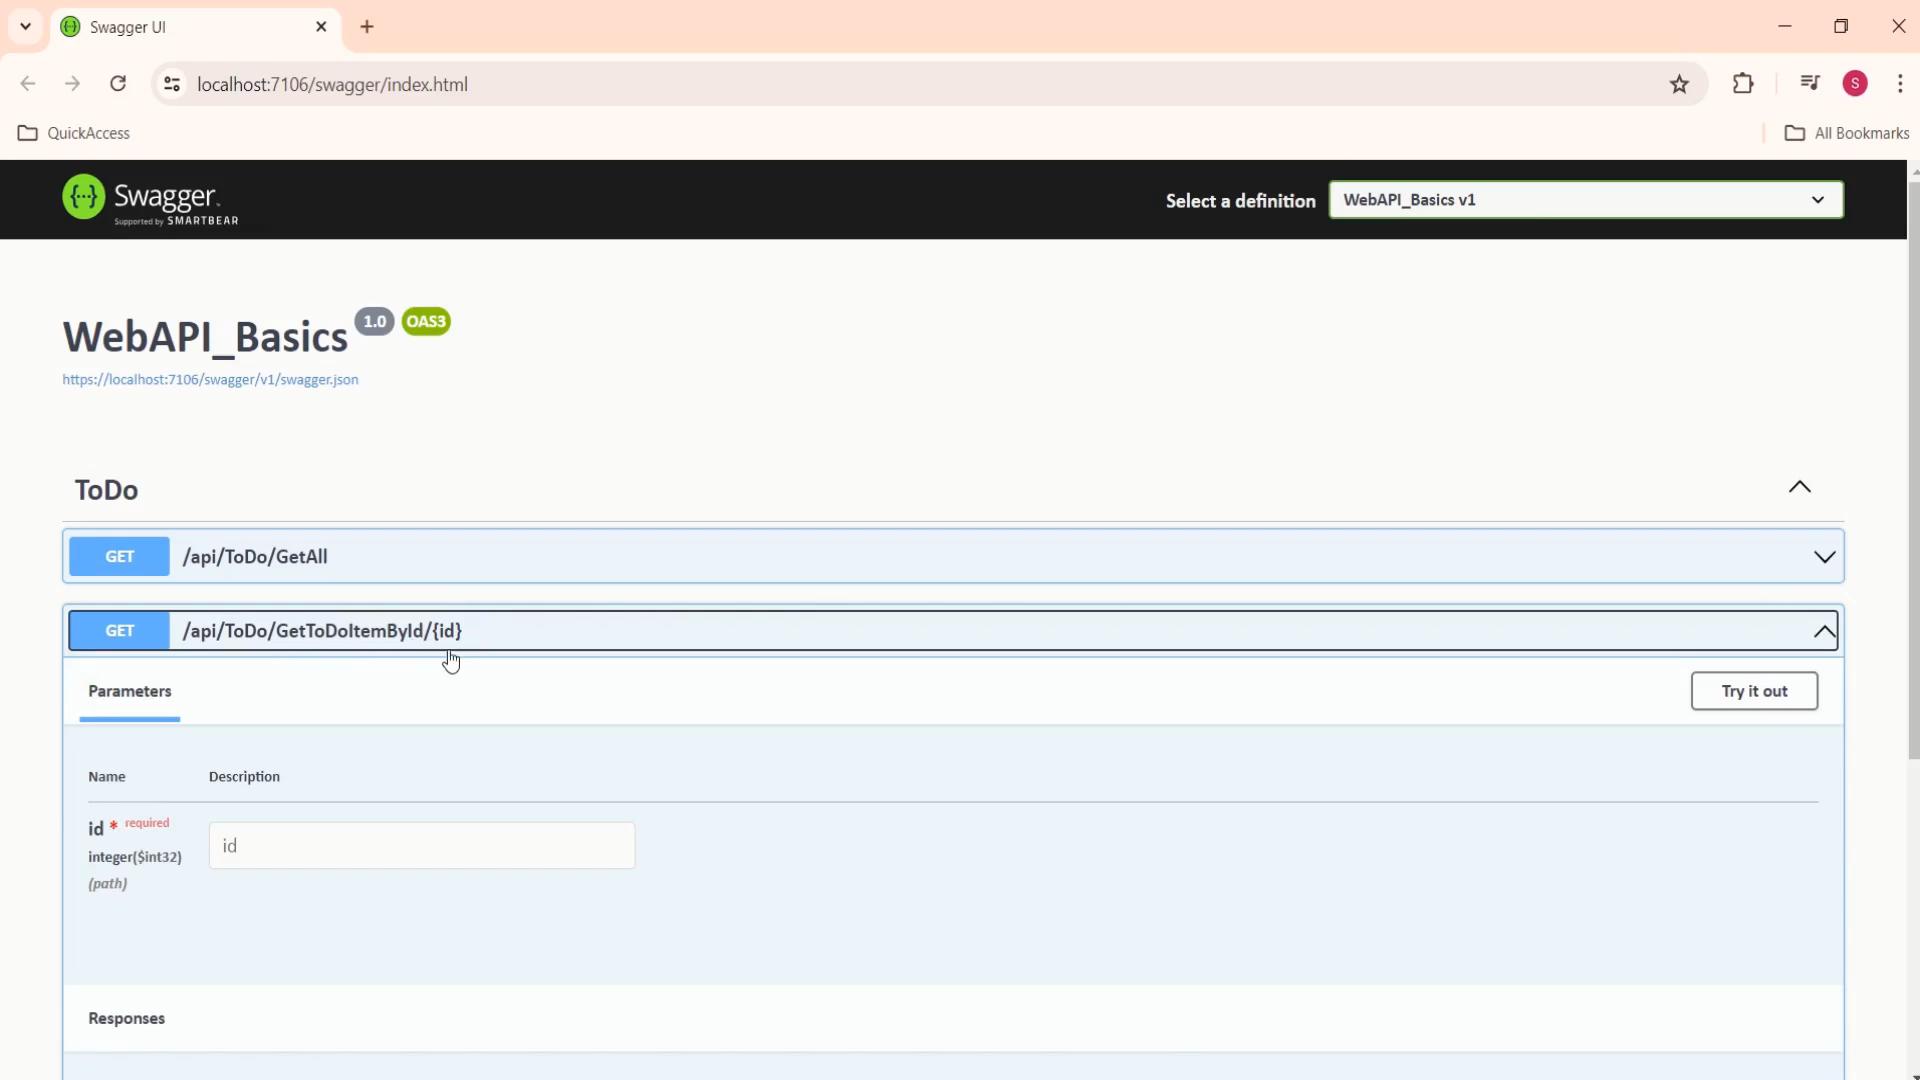 Swagger UI
localhost:7106/swagger/index.html
S
QuickAccess
All Bookmarks
Swagger.
Supported by SMARTBEAR
Select a definition
WebAPI_Basics v1
WebAPI_Basics 1.0 OAS3
https://localhost:7106/swagger/v1/swagger.json
ToDo
GET /api/ToDo/GetAll
GET /api/ToDo/GetToDoItemById/{id}
Parameters
Try it out
Name Description
id * required
integer($int32)
(path)
id
Responses